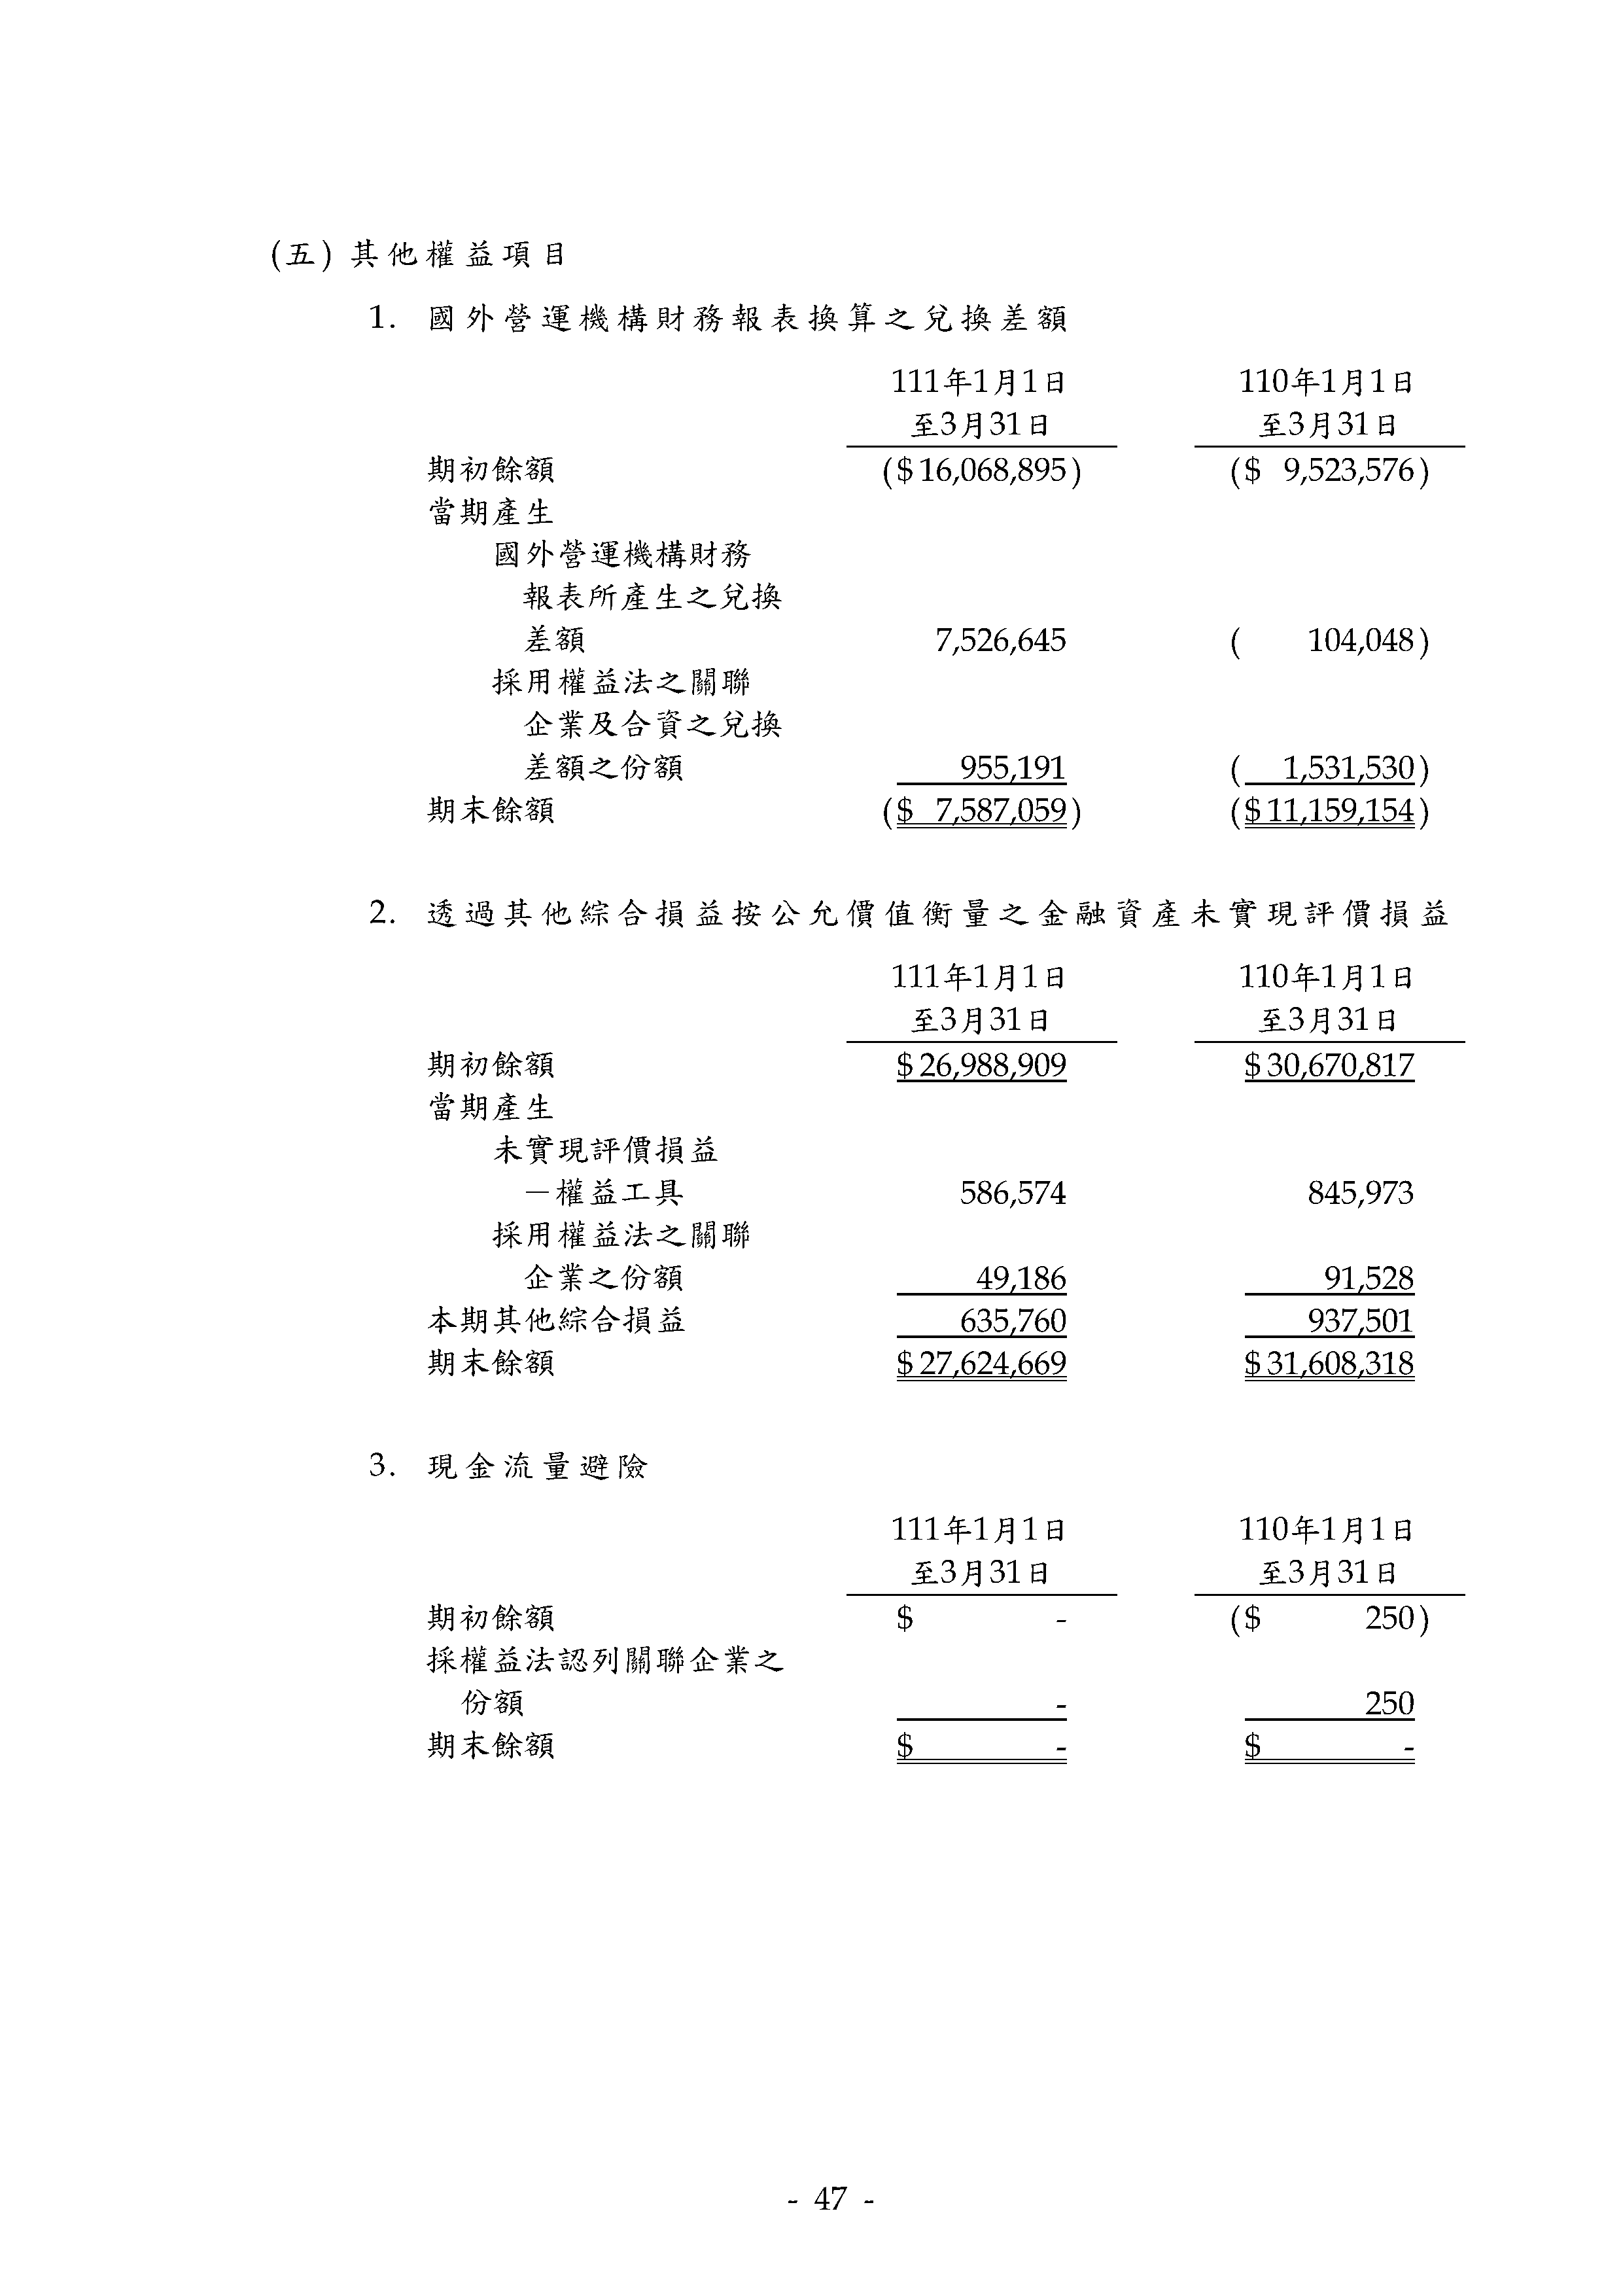 (五) 其他權益項目
1. 國外營運機構財務報表換算之兌換差額
111年1月1日 110年1月1日
至3月31日 至3月31日
期初餘額 ($ 16,068,895) ($ 9,523,576)
當期產生
國外營運機構財務
報表所產生之兌換
差額 7,526,645 ( 104,048)
採用權益法之關聯
企業及合資之兌換
差額之份額 955,191 ( 1,531,530)
期末餘額 ($ 7,587,059) ($ 11,159,154)
2. 透過其他綜合損益按公允價值衡量之金融資產未實現評價損益
111年1月1日 110年1月1日
至3月31日 至3月31日
期初餘額 $ 26,988,909 $ 30,670,817
當期產生
未實現評價損益
－權益工具 586,574 845,973
採用權益法之關聯
企業之份額 49,186 91,528
本期其他綜合損益 635,760 937,501
期末餘額 $ 27,624,669 $ 31,608,318
3. 現金流量避險
111年1月1日 110年1月1日
至3月31日 至3月31日
期初餘額 $ - ($ 250)
採權益法認列關聯企業之
份額 - 250
期末餘額 $ - $ -
- 47 -